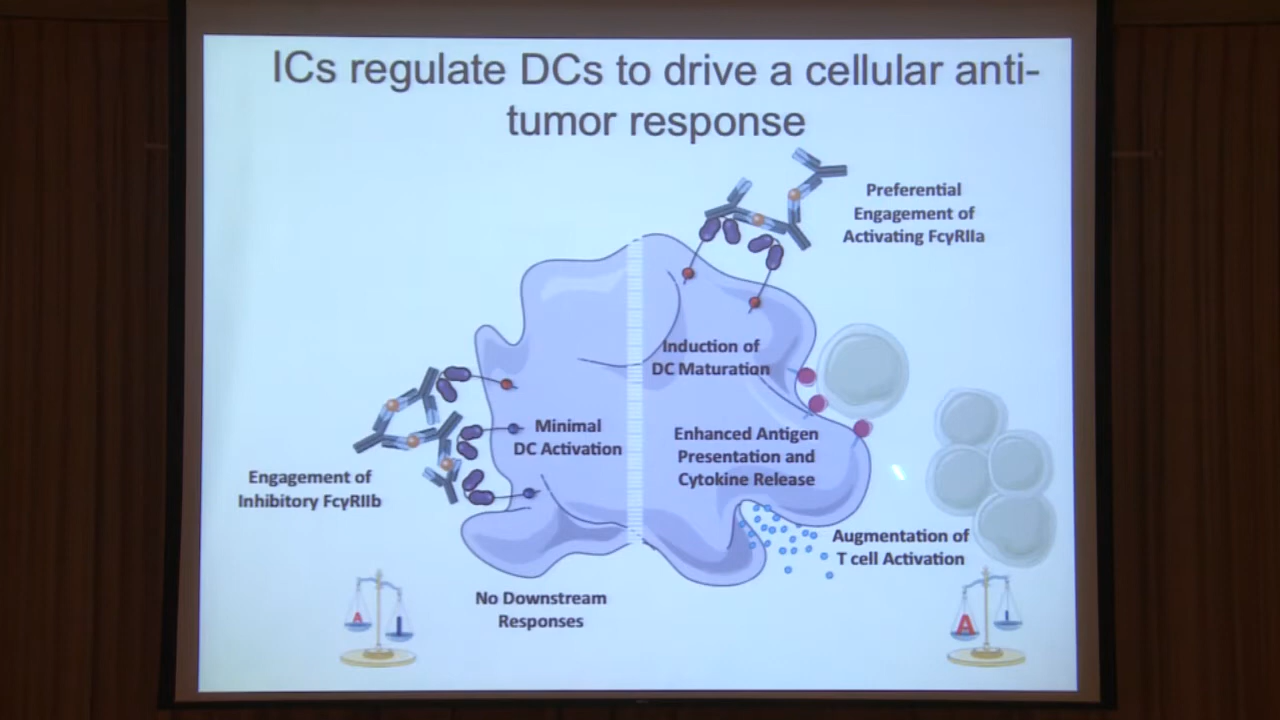 ICs regulate DCs to drive a cellular anti-
tumor response
Preferential
Engagement of
Activating FcγRIIa
Induction of
DC Maturation
Minimal
DC Activation
Enhanced Antigen
Presentation and
Cytokine Release
Engagement of
Inhibitory FcγRIIb
Augmentation of
T cell Activation
No Downstream
Responses
A I
A I